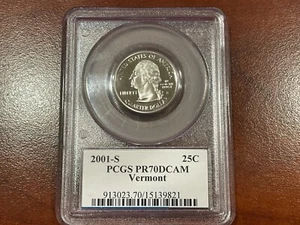 UNITED STATES OF AMERICA
LIBERTY
QUARTER DOLLAR
2001-S 25C
PCGS PR70DCAM
Vermont
913023.70/15139821